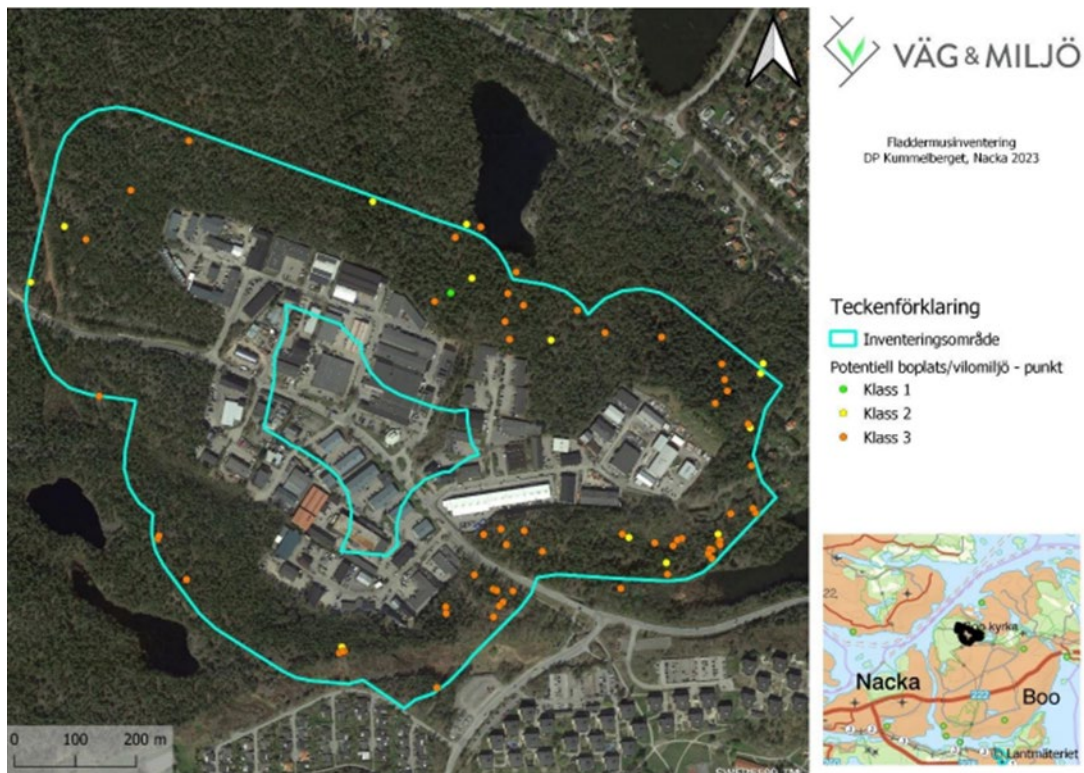 VÄG & MILJÖ
Fladdermusinventering
DP Kummelberget, Nacka 2023
Teckenförklaring
Inventeringsområde
Potentiell boplats/vilomiljö - punkt
Klass 1
Klass 2
Klass 3
0 100 200 m
kyrka
Nacka
222
Boo
© Lantmäteriet